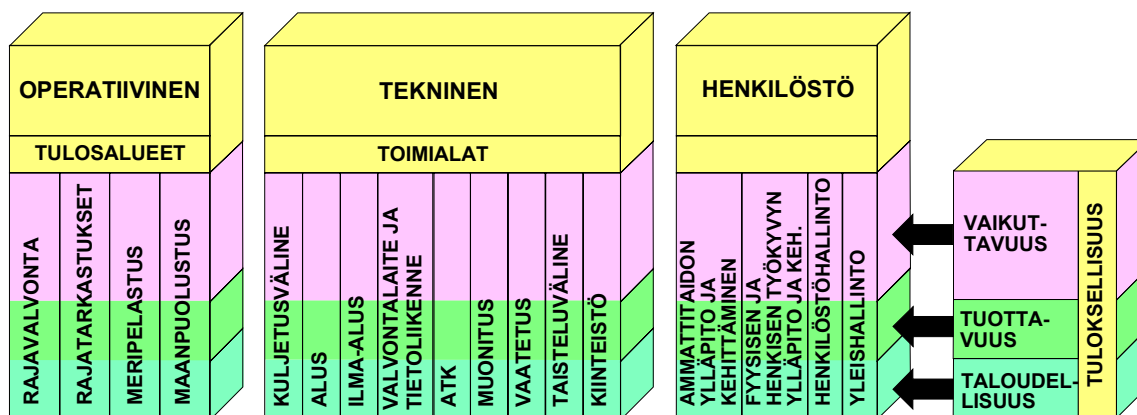 OPERATIIVINEN
TULOSALUEET
RAJAVALVONTA
RAJATARKASTUKSET
MERIPELASTUS
MAANPUOLUSTUS
TEKNINEN
TOIMIALAT
KULJETUSVÄLINE
ALUS
ILMA-ALUS
VALVONTALAITE JA
TIETOLIIKENNE
ATK
MUONITUS
VAATETUS
TAISTELUVÄLINE
KIINTEISTÖ
HENKILÖSTÖ
AMMATTITAIDON
YLLÄPITO JA
KEHITTÄMINEN
FYYSISEN JA
HENKISEN TYÖKYVYN
YLLÄPITO JA KEH.
HENKILÖSTÖHALLINTO
YLEISHALLINTO
VAIKUT-
TAVUUS
TUOTTA-
VUUS
TALOUDEL-
LISUUS
TULOKSELLISUUS